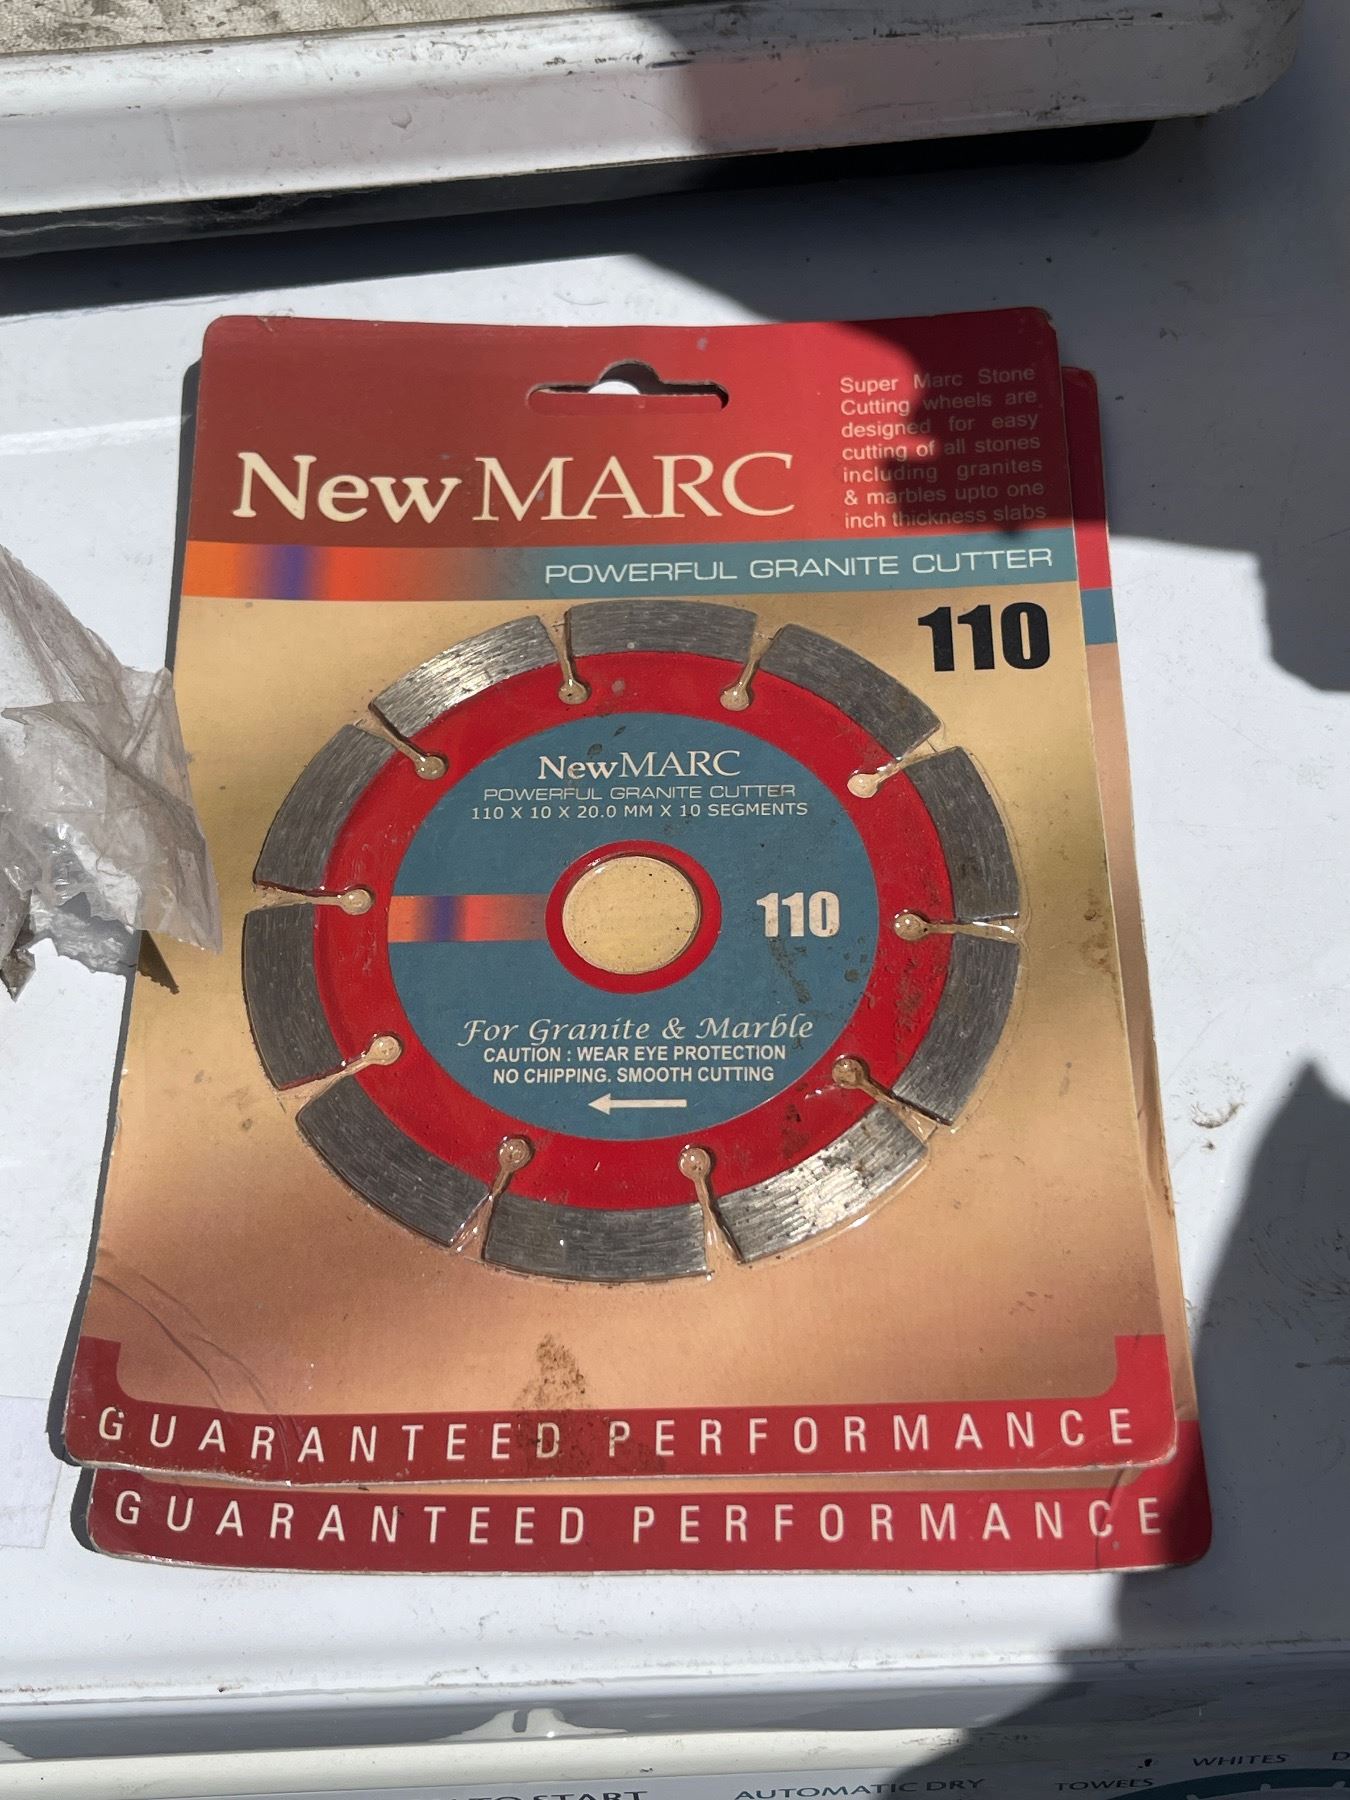 Super Marc Stone
Cutting wheels are
designed for easy
cutting of all stones
including granites
& marbles upto one
inch thickness slabs
New MARC
POWERFUL GRANITE CUTTER
110
NewMARC
POWERFUL GRANITE CUTTER
110 X 10 X 20.0 MM X 10 SEGMENTS
110
For Granite & Marble
CAUTION : WEAR EYE PROTECTION
NO CHIPPING. SMOOTH CUTTING
GUARANTEED PERFORMANCE
GUARANTEED PERFORMANCE
WHITES
TO START AUTOMATIC DRY TOWELS